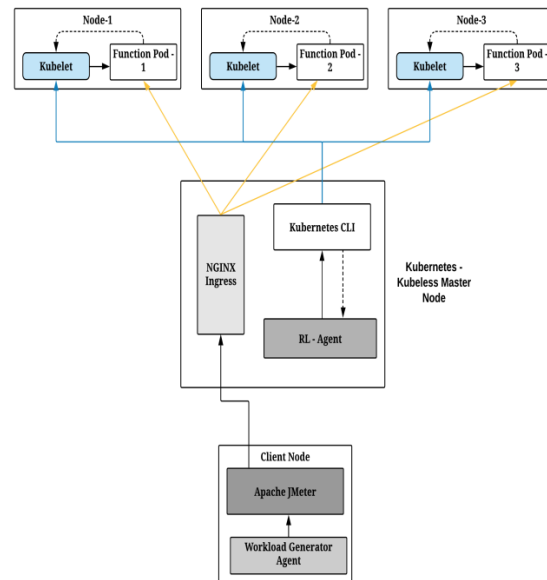 Node-1
Kubelet
Function Pod -
1
Node-2
Kubelet
Function Pod -
2
Node-3
Kubelet
Function Pod
- 3
NGINX
Ingress
Kubernetes CLI
RL - Agent
Kubernetes -
Kubeless Master
Node
Client Node
Apache JMeter
Workload Generator
Agent